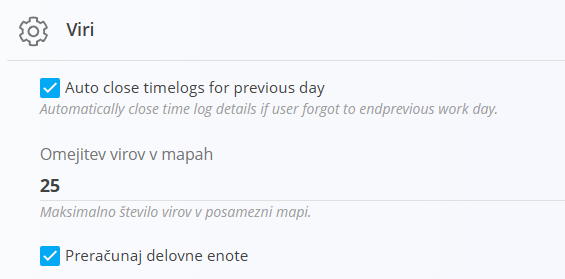 Viri
Auto close timelogs for previous day
Automatically close time log details if user forgot to endprevious work day.
Omejitev virov v mapah
25
Maksimalno število virov v posamezni mapi.
Preračunaj delovne enote